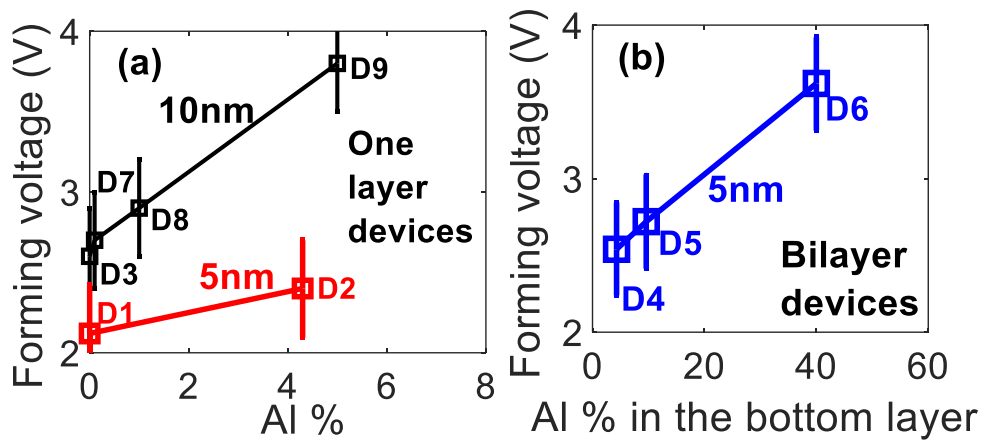 Forming voltage (V)
4
3
2
(a)
10nm
D9
One
layer
devices
D7
D8
D3
5nm
D1
D2
0
2
4
6
8
Al %
Forming voltage (V)
4
3
2
(b)
D6
5nm
D5
D4
Bilayer
devices
0
20
40
60
Al % in the bottom layer